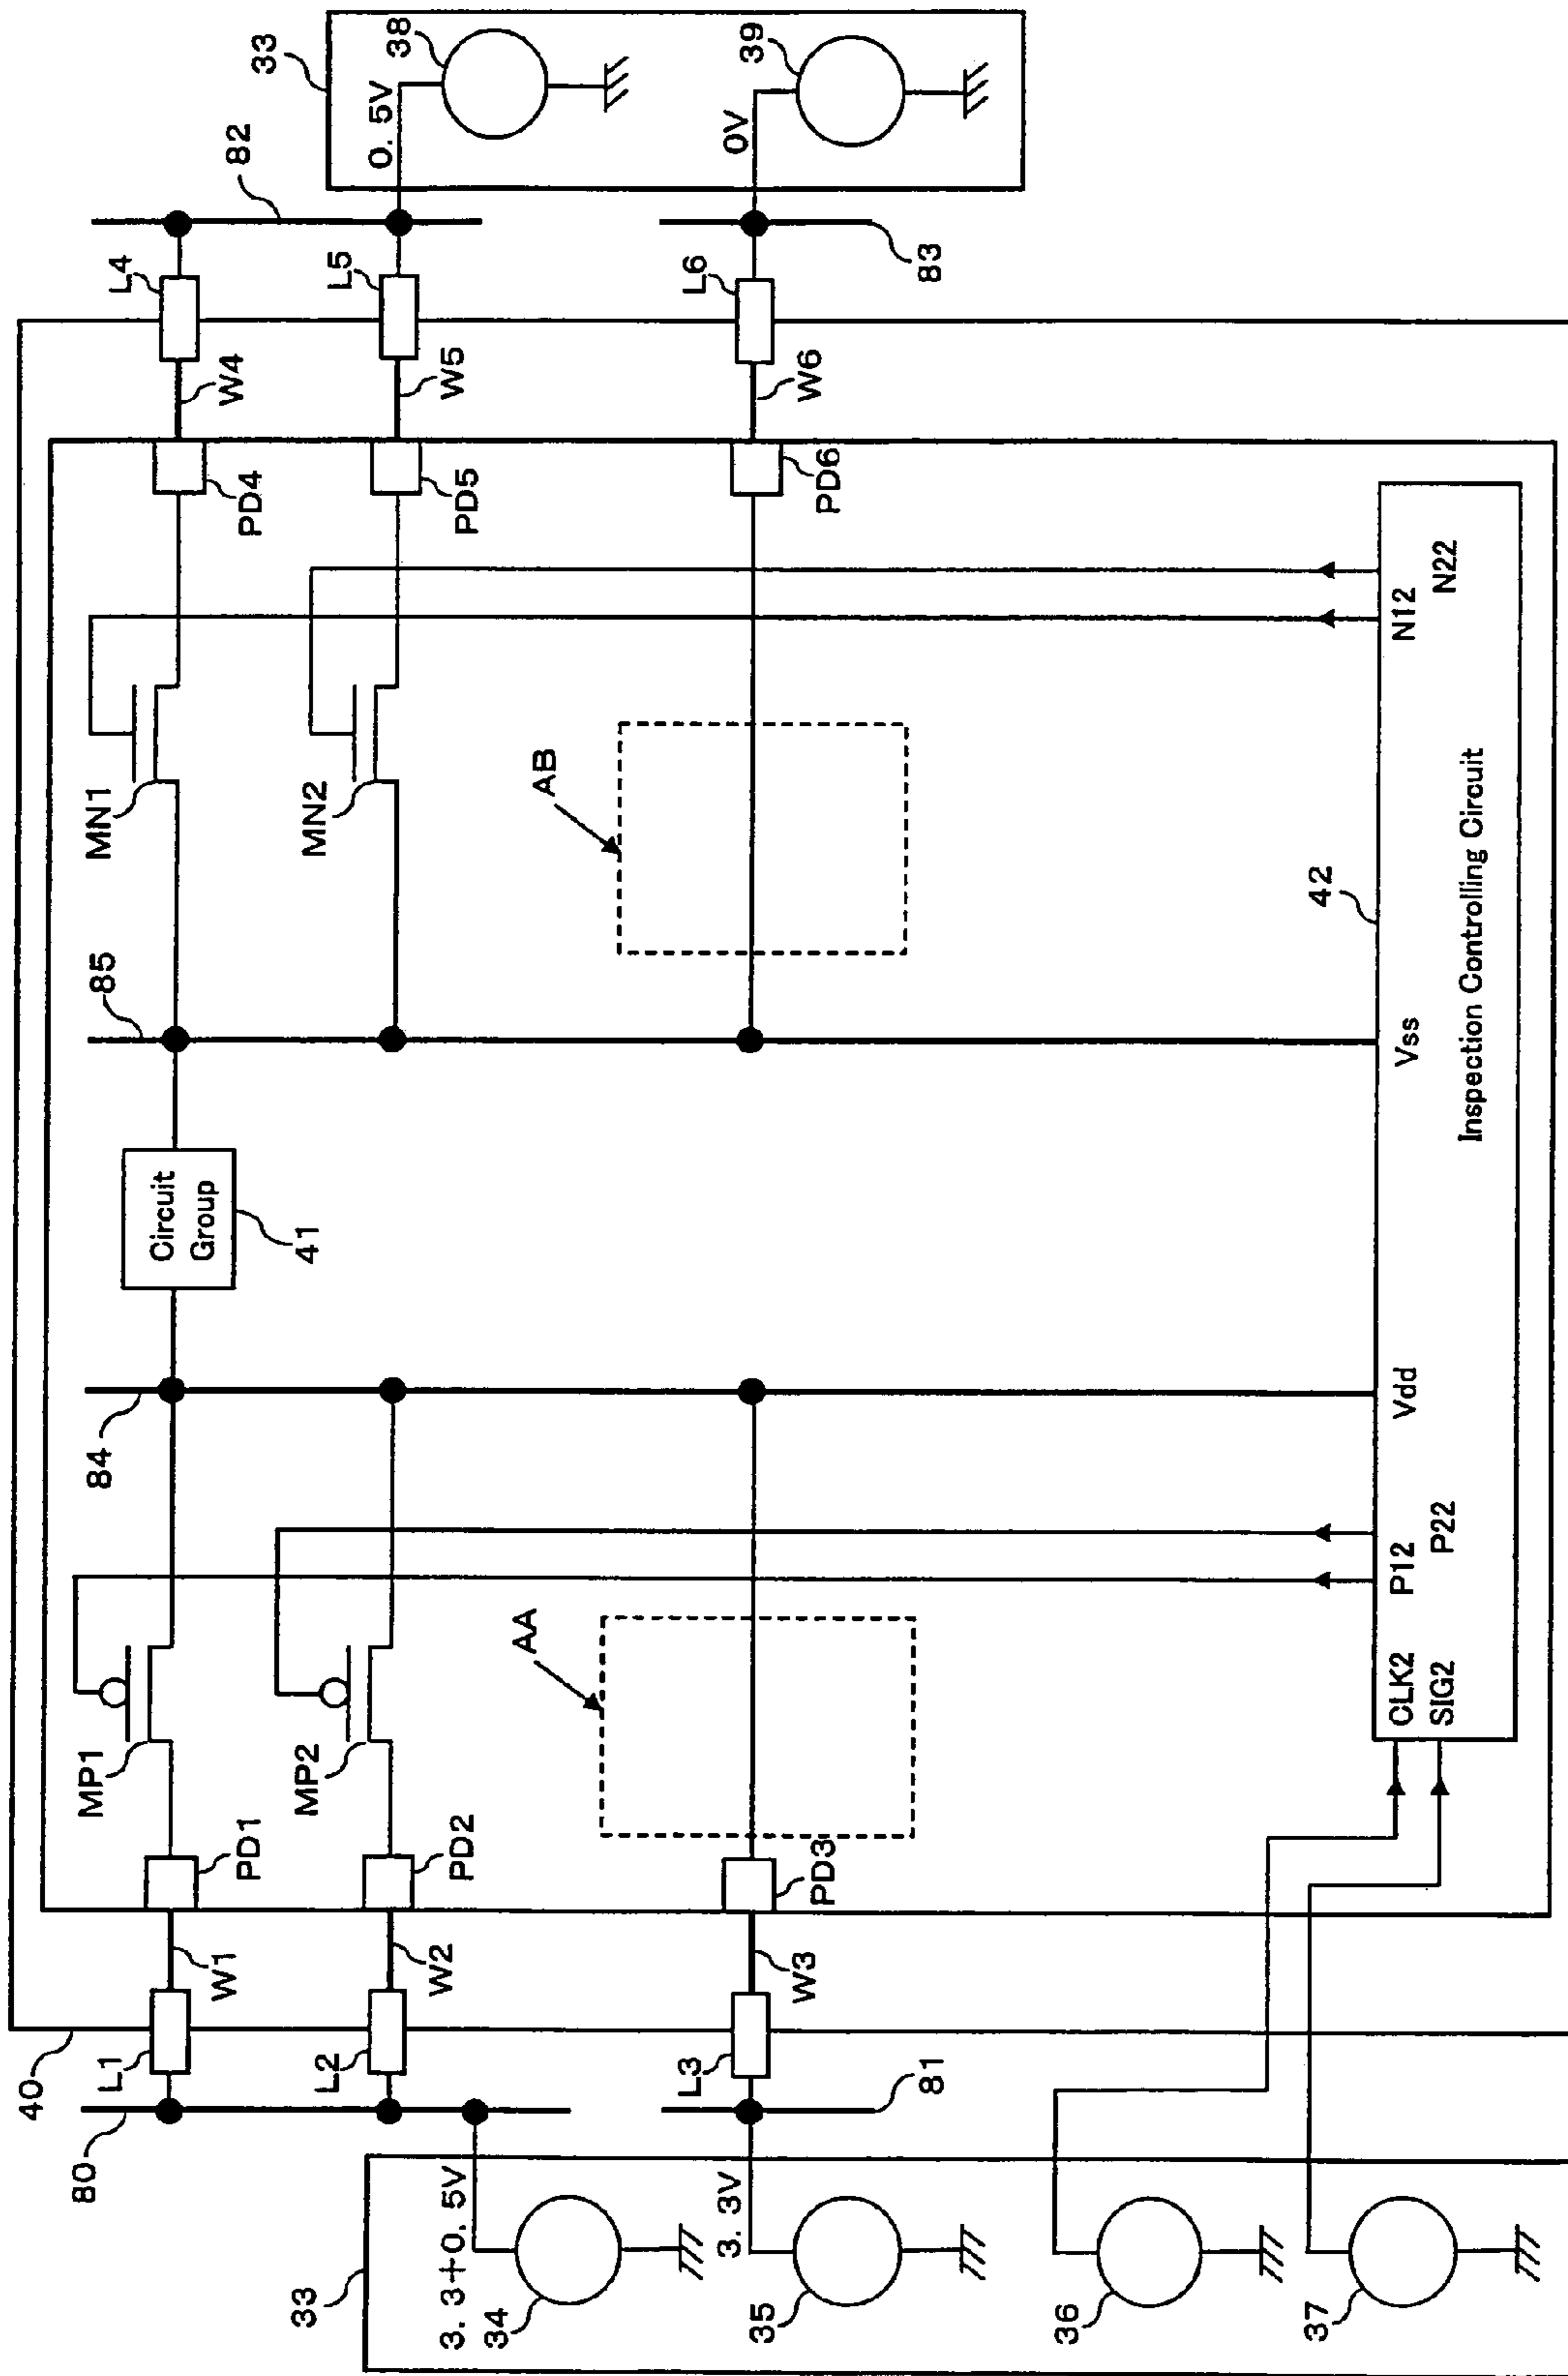 33
38
0. 5V
39
0V
82
83
L4
L5
L6
W4
W5
W6
PD4
PD5
PD6
MN1
MN2
AB
85
N12
N22
42
Inspection Controlling Circuit
Vss
Circuit
Group
41
84
Vdd
P12
P22
CLK2
SIG2
AA
MP1
MP2
PD1
PD2
PD3
W1
W2
W3
40
L1
L2
L3
80
81
33
3. 3+0. 5V
34
3. 3V
35
36
37